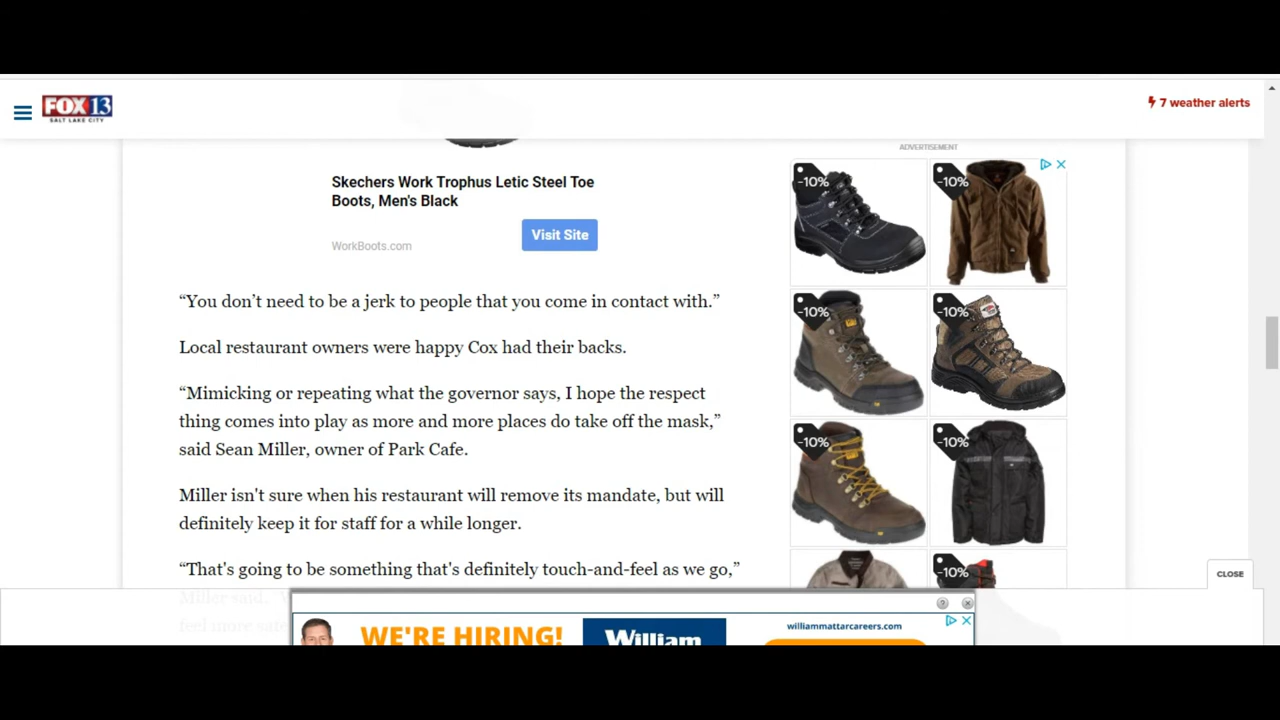 FOX 13
SALT LAKE CITY
7 weather alerts
ADVERTISEMENT
Skechers Work Trophus Letic Steel Toe
Boots, Men's Black
WorkBoots.com
Visit Site
-10%
-10%
-10%
-10%
-10%
-10%
-10%
“You don’t need to be a jerk to people that you come in contact with.”
Local restaurant owners were happy Cox had their backs.
“Mimicking or repeating what the governor says, I hope the respect
thing comes into play as more and more places do take off the mask,”
said Sean Miller, owner of Park Cafe.
Miller isn't sure when his restaurant will remove its mandate, but will
definitely keep it for staff for a while longer.
“That's going to be something that's definitely touch-and-feel as we go,”
Miller said.
feel more safe
CLOSE
WE'RE HIRING!
William
williammattarcareers.com